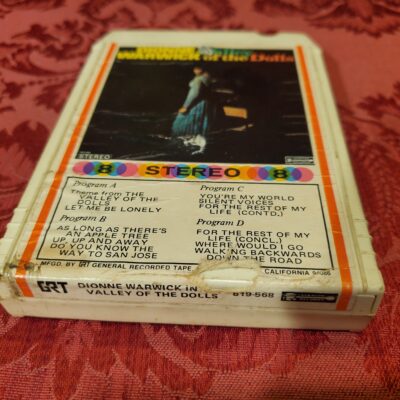 DIONNE Valley
WARWICK of the Dolls
STEREO
8 STEREO 8
Program A
Theme from THE
VALLEY OF THE
DOLLS
LET ME BE LONELY
Program B
AS LONG AS THERE'S
AN APPLE TREE
UP, UP AND AWAY
DO YOU KNOW THE
WAY TO SAN JOSE
Program C
YOU'RE MY WORLD
SILENT VOICES
FOR THE REST OF MY
LIFE (CONTD.)
Program D
FOR THE REST OF MY
LIFE (CONCL.)
WHERE WOULD I GO
WALKING BACKWARDS
DOWN THE ROAD
MFGD. BY GRT GENERAL RECORDED TAPE
CALIFORNIA 94086
GRT
DIONNE WARWICK IN
VALLEY OF THE DOLLS
819-568